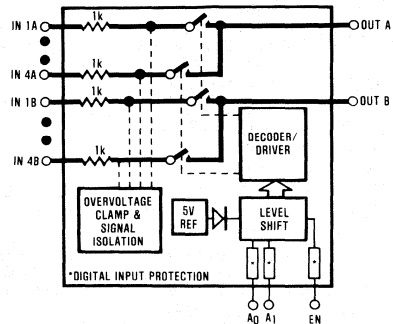 IN 1A
1k
OUT A
1k
IN 4A
1k
IN 1B
OUT B
1k
IN 4B
DECODER/
DRIVER
OVERVOLTAGE
CLAMP &
SIGNAL
ISOLATION
5V
REF
LEVEL
SHIFT
*DIGITAL INPUT PROTECTION
* * *
A0 A1 EN